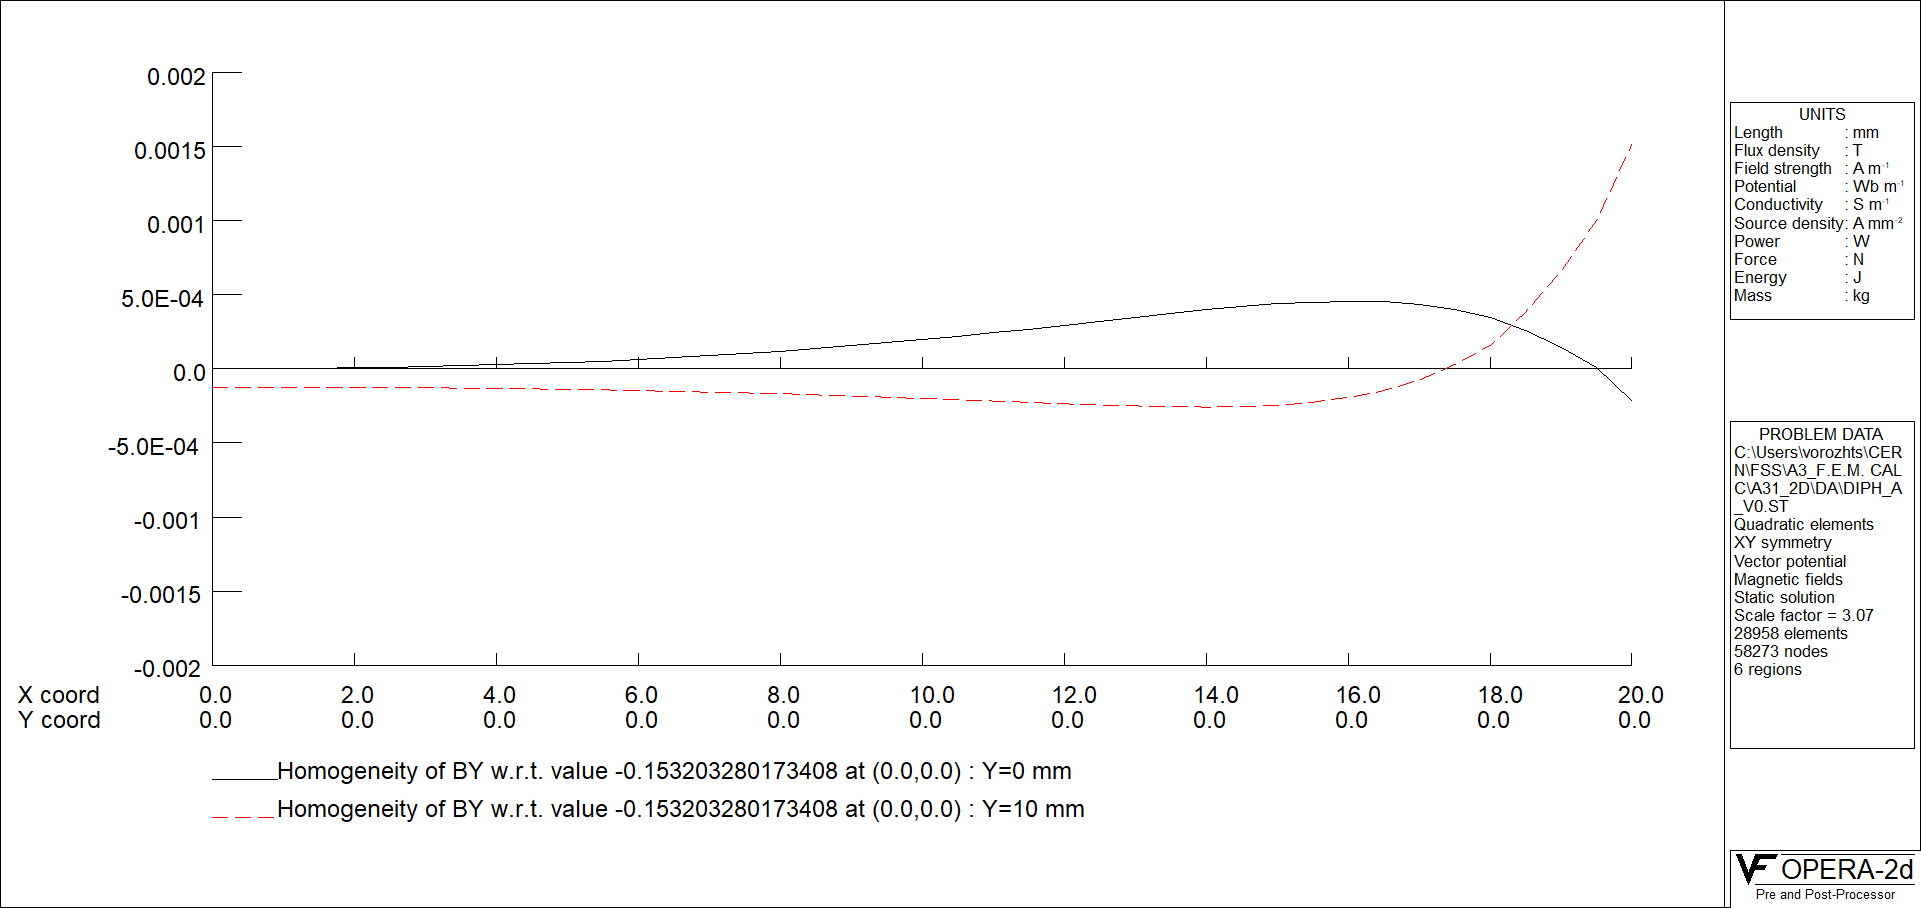 0.002
0.0015
0.001
5.0E-04
0.0
-5.0E-04
-0.001
-0.0015
-0.002
X coord 0.0 2.0 4.0 6.0 8.0 10.0 12.0 14.0 16.0 18.0 20.0
Y coord 0.0 0.0 0.0 0.0 0.0 0.0 0.0 0.0 0.0 0.0 0.0
Homogeneity of BY w.r.t. value -0.153203280173408 at (0.0,0.0) : Y=0 mm
Homogeneity of BY w.r.t. value -0.153203280173408 at (0.0,0.0) : Y=10 mm
UNITS
Length : mm
Flux density : T
Field strength : A m⁻¹
Potential : Wb m⁻¹
Conductivity : S m⁻¹
Source density: A mm⁻²
Power : W
Force : N
Energy : J
Mass : kg
PROBLEM DATA
C:\Users\vorozhts\CER
N\FSS\A3_F.E.M. CAL
C\A31_2D\DA\DIPH_A
_V0.ST
Quadratic elements
XY symmetry
Vector potential
Magnetic fields
Static solution
Scale factor = 3.07
28958 elements
58273 nodes
6 regions
VF OPERA-2d
Pre and Post-Processor